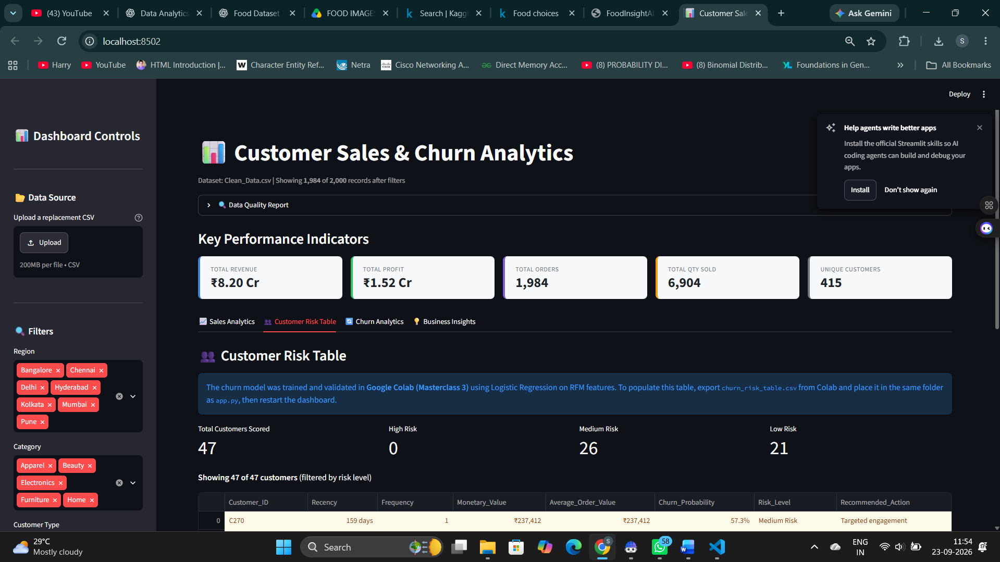 (43) YouTube
Data Analytics
Food Dataset
FOOD IMAGES
Search | Kagg
Food choices
FoodInsightAI
Customer Sale
Ask Gemini
localhost:8502
S
Harry
YouTube
HTML Introduction |...
Character Entity Ref...
Netra
Cisco Networking A...
Direct Memory Acc...
(8) PROBABILITY DI...
(8) Binomial Distrib...
Foundations in Gen...
All Bookmarks
Deploy
Dashboard Controls
Data Source
Upload a replacement CSV
Upload
200MB per file • CSV
Filters
Region
Bangalore
Chennai
Delhi
Hyderabad
Kolkata
Mumbai
Pune
Category
Apparel
Beauty
Electronics
Furniture
Home
Customer Type
Customer Sales & Churn Analytics
Dataset: Clean_Data.csv | Showing 1,984 of 2,000 records after filters
Data Quality Report
Help agents write better apps
Install the official Streamlit skills so AI
coding agents can build and debug your
apps.
Install
Don't show again
Key Performance Indicators
TOTAL REVENUE
₹8.20 Cr
TOTAL PROFIT
₹1.52 Cr
TOTAL ORDERS
1,984
TOTAL QTY SOLD
6,904
UNIQUE CUSTOMERS
415
Sales Analytics
Customer Risk Table
Churn Analytics
Business Insights
Customer Risk Table
The churn model was trained and validated in Google Colab (Masterclass 3) using Logistic Regression on RFM features. To populate this table, export churn_risk_table.csv from Colab and place it in the same folder
as app.py, then restart the dashboard.
Total Customers Scored
47
High Risk
0
Medium Risk
26
Low Risk
21
Showing 47 of 47 customers (filtered by risk level)
Customer_ID Recency Frequency Monetary_Value Average_Order_Value Churn_Probability Risk_Level Recommended_Action
0 C270 159 days 1 ₹237,412 ₹237,412 57.3% Medium Risk Targeted engagement
29°C
Mostly cloudy
Search
58
ENG
IN
11:54
23-09-2026